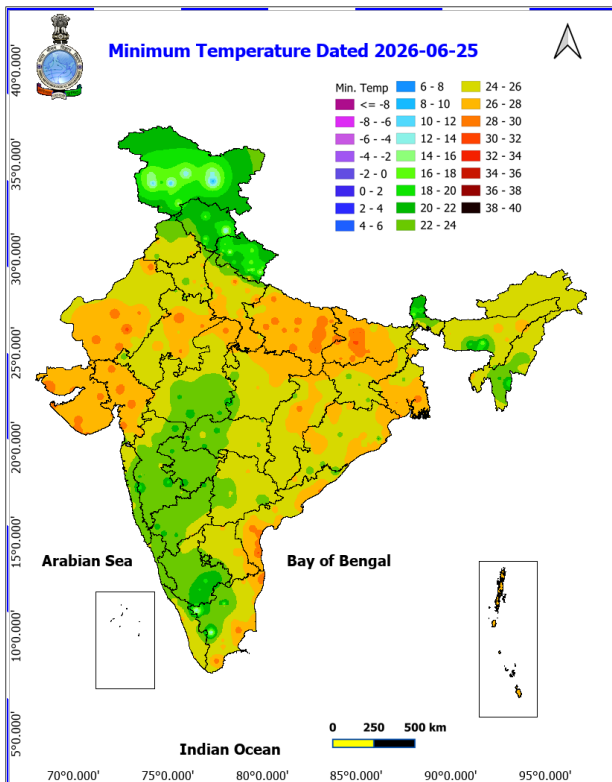 Minimum Temperature Dated 2026-06-25
Min. Temp
<= -8
-8 - -6
-6 - -4
-4 - -2
-2 - 0
0 - 2
2 - 4
4 - 6
6 - 8
8 - 10
10 - 12
12 - 14
14 - 16
16 - 18
18 - 20
20 - 22
22 - 24
24 - 26
26 - 28
28 - 30
30 - 32
32 - 34
34 - 36
36 - 38
38 - 40
40°0.000'
35°0.000'
30°0.000'
25°0.000'
20°0.000'
15°0.000'
10°0.000'
5°0.000'
Arabian Sea
Bay of Bengal
Indian Ocean
0 250 500 km
70°0.000' 75°0.000' 80°0.000' 85°0.000' 90°0.000' 95°0.000'